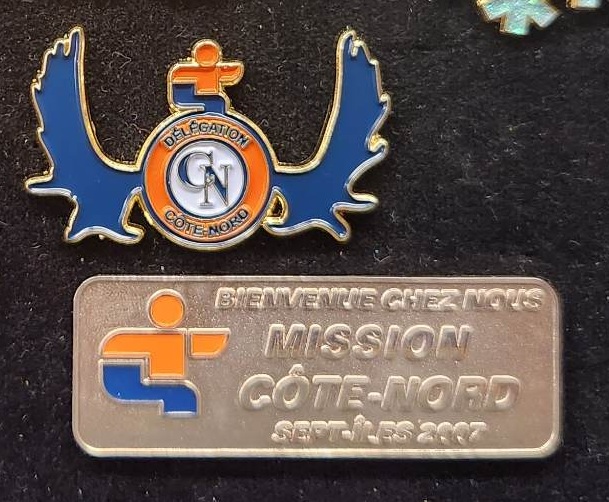 DÉLÉGATION
CN
CÔTE-NORD
BIENVENUE CHEZ NOUS
MISSION
CÔTE-NORD
SEPT-ÎLES 2007